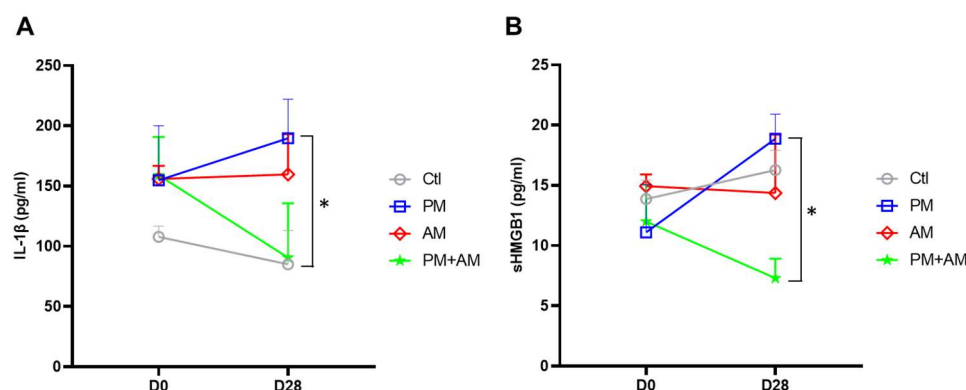 A
IL-1β (pg/ml)
250
200
150
100
50
0
D0
D28
*
Ctl
PM
AM
PM+AM
B
sHMGB1 (pg/ml)
25
20
15
10
5
0
D0
D28
*
Ctl
PM
AM
PM+AM